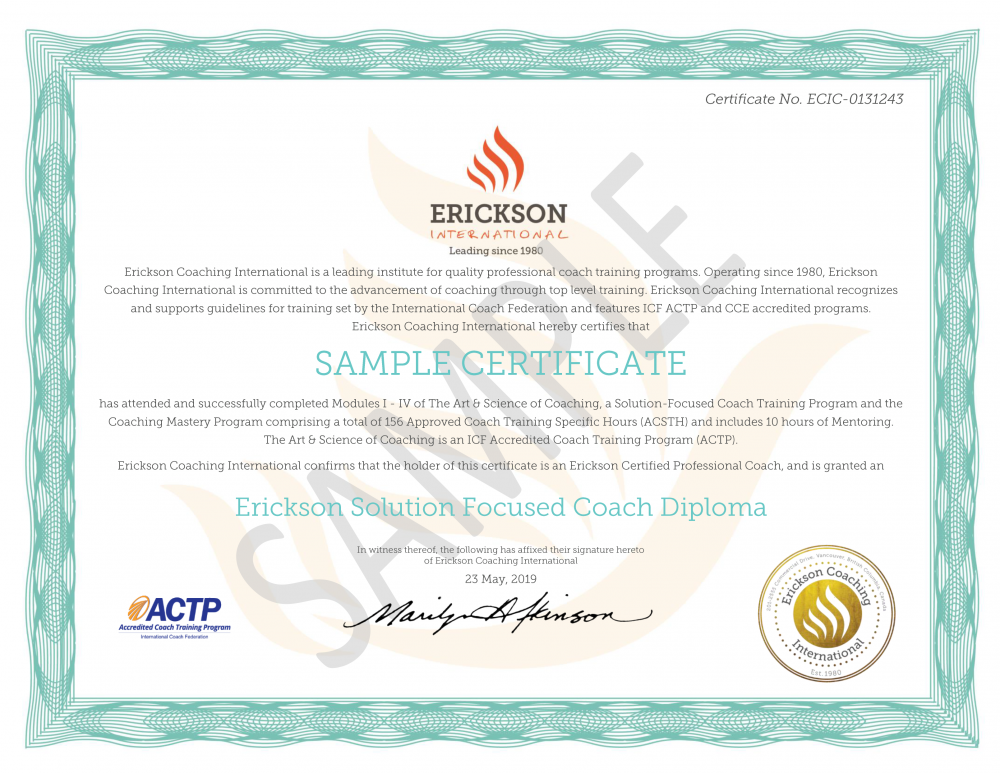 Certificate No. ECIC-0131243
ERICKSON
INTERNATIONAL
Leading since 1980
Erickson Coaching International is a leading institute for quality professional coach training programs. Operating since 1980, Erickson
Coaching International is committed to the advancement of coaching through top level training. Erickson Coaching International recognizes
and supports guidelines for training set by the International Coach Federation and features ICF ACTP and CCE accredited programs.
Erickson Coaching International hereby certifies that
SAMPLE CERTIFICATE
has attended and successfully completed Modules I - IV of The Art & Science of Coaching, a Solution-Focused Coach Training Program and the
Coaching Mastery Program comprising a total of 156 Approved Coach Training Specific Hours (ACSTH) and includes 10 hours of Mentoring.
The Art & Science of Coaching is an ICF Accredited Coach Training Program (ACTP).
Erickson Coaching International confirms that the holder of this certificate is an Erickson Certified Professional Coach, and is granted an
Erickson Solution Focused Coach Diploma
In witness thereof, the following has affixed their signature hereto
of Erickson Coaching International
23 May, 2019
Marilyn Atkinson
ACTP
Accredited Coach Training Program
International Coach Federation
Commercial Drive, Vancouver, British Columbia, Canada
Erickson Coaching
International
Est. 1980
SAMPLE